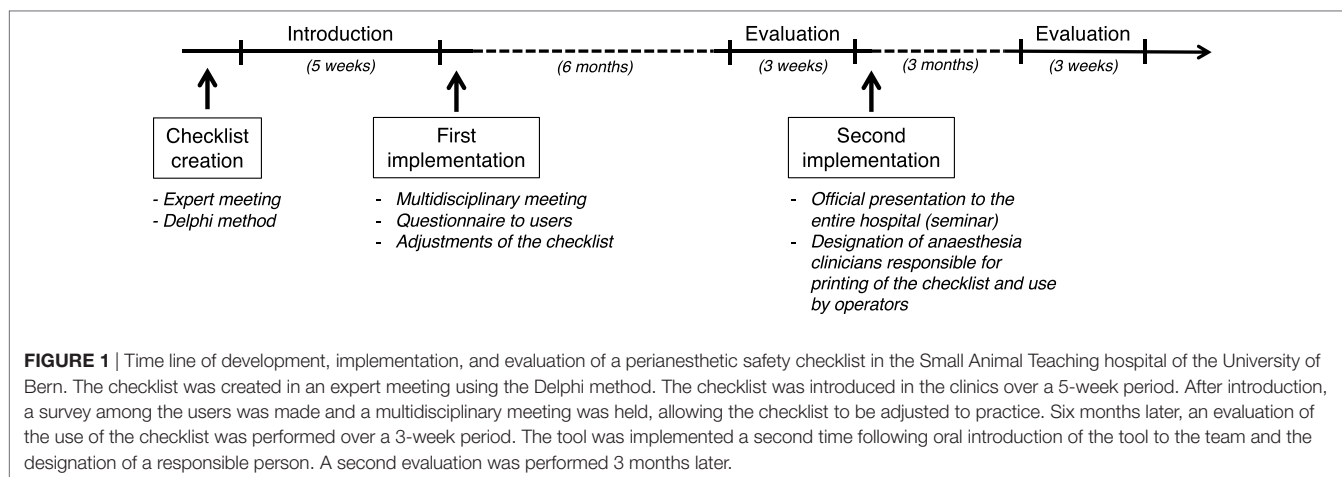 Introduction
Evaluation
Evaluation
(5 weeks)
(6 months)
(3 weeks)
(3 months)
(3 weeks)
Checklist
creation
- Expert meeting
- Delphi method
First
implementation
- Multidisciplinary meeting
- Questionnaire to users
- Adjustments of the checklist
Second
implementation
- Official presentation to the
entire hospital (seminar)
- Designation of anaesthesia
clinicians responsible for
printing of the checklist and use
by operators
FIGURE 1 | Time line of development, implementation, and evaluation of a perianesthetic safety checklist in the Small Animal Teaching hospital of the University of
Bern. The checklist was created in an expert meeting using the Delphi method. The checklist was introduced in the clinics over a 5-week period. After introduction,
a survey among the users was made and a multidisciplinary meeting was held, allowing the checklist to be adjusted to practice. Six months later, an evaluation of
the use of the checklist was performed over a 3-week period. The tool was implemented a second time following oral introduction of the tool to the team and the
designation of a responsible person. A second evaluation was performed 3 months later.